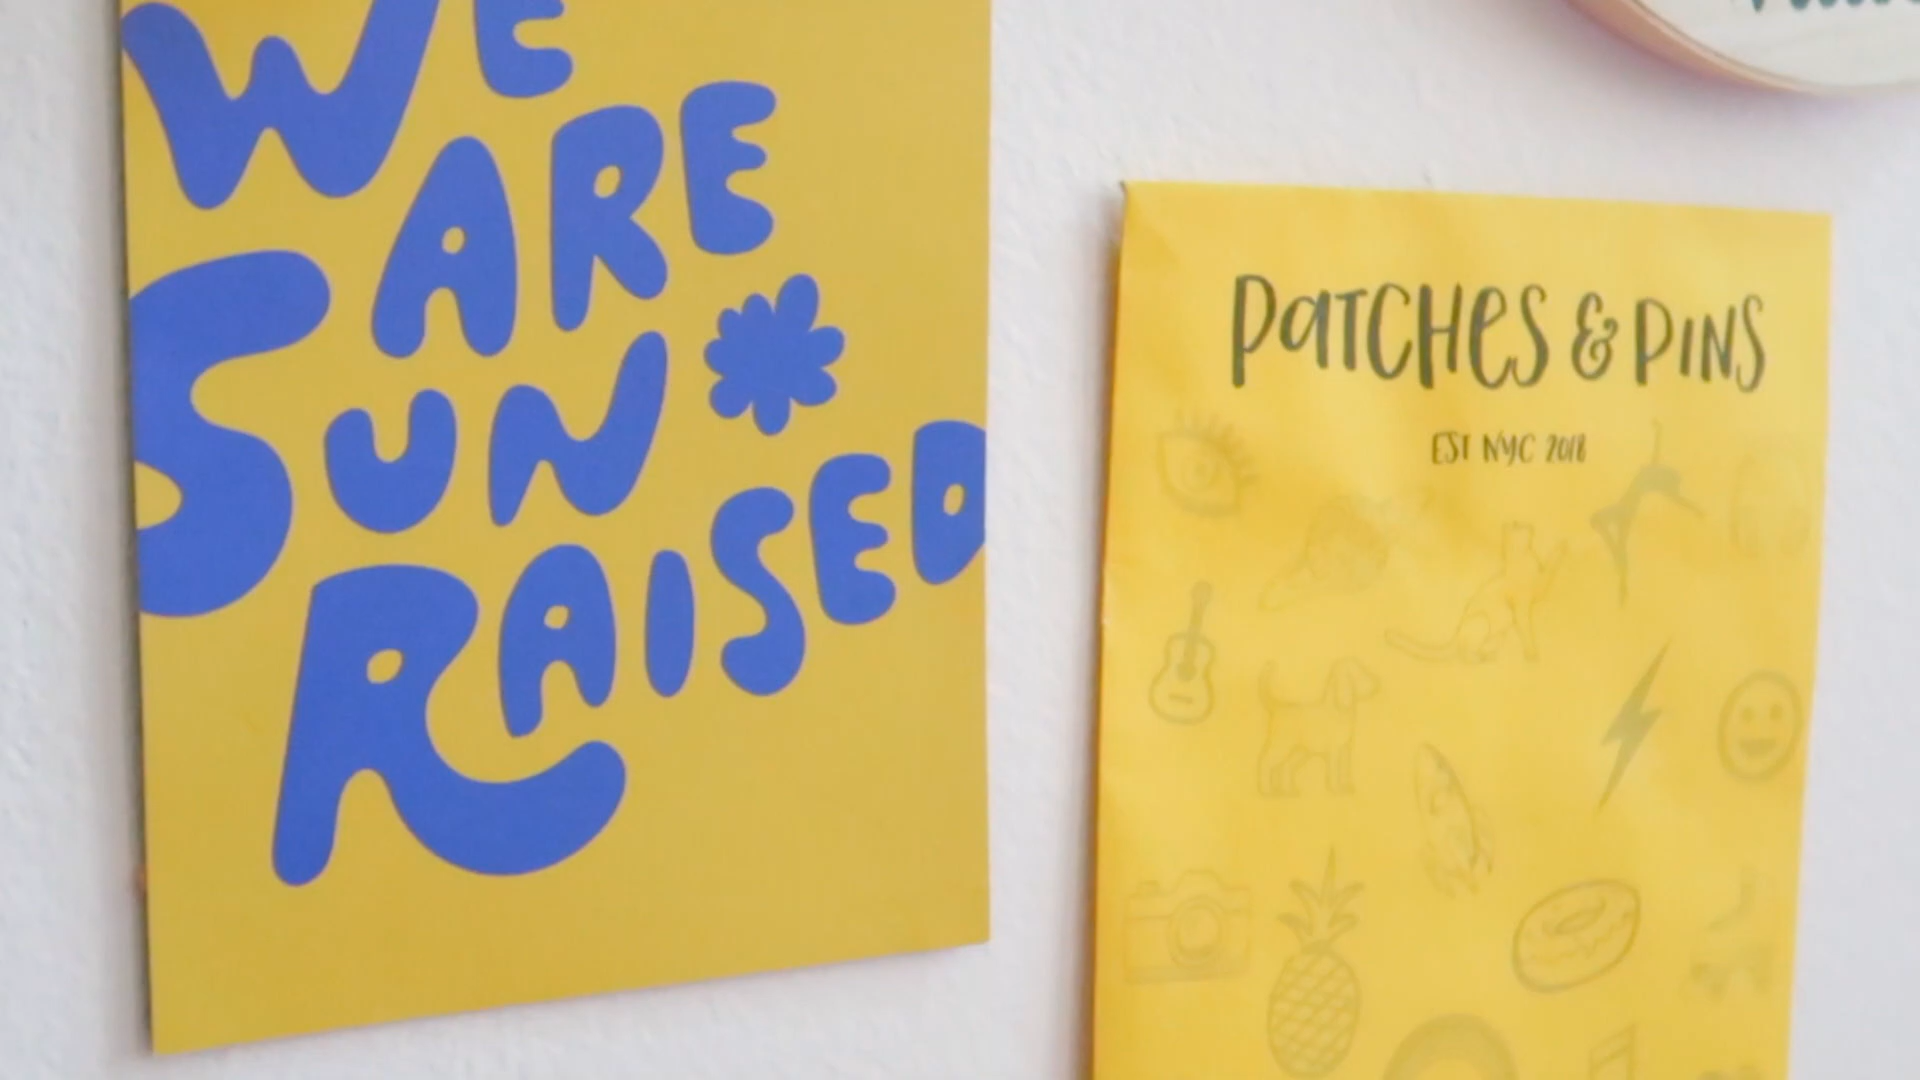 WE
ARE
SUN
RAISED
PATCHES & PINS
EST NYC 2018